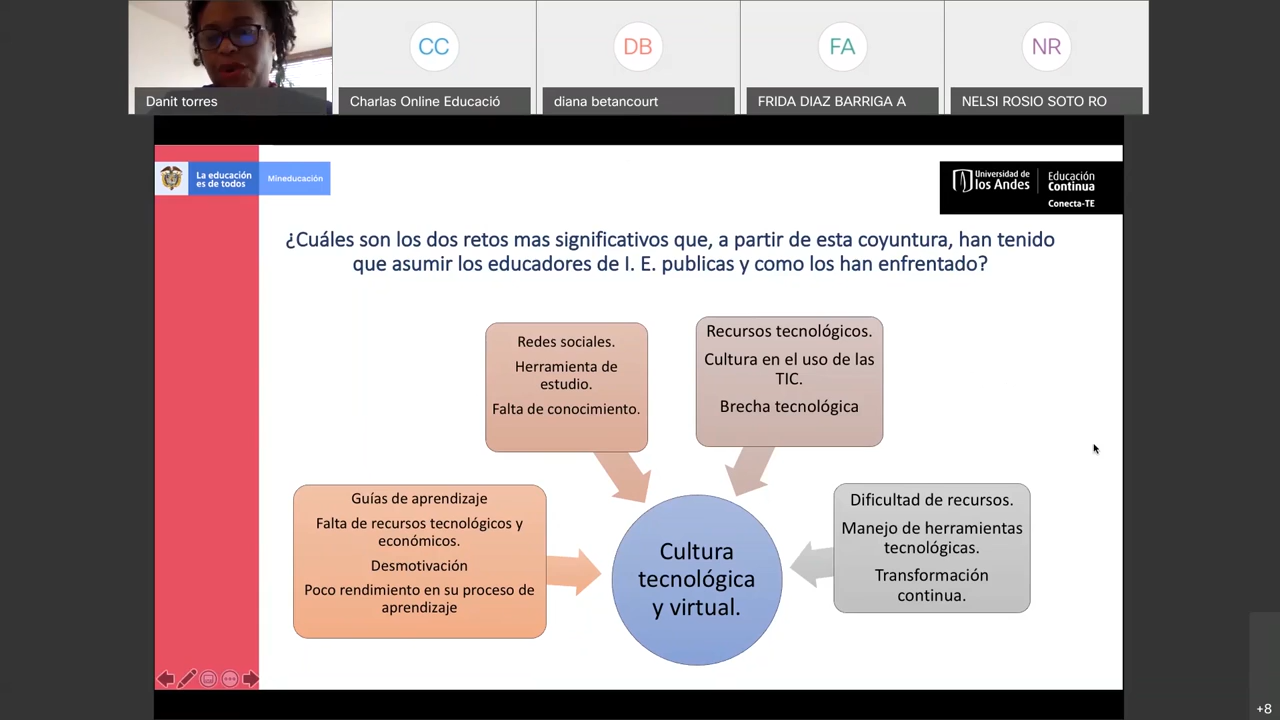 CC
DB
FA
NR
Danit torres
Charlas Online Educació
diana betancourt
FRIDA DIAZ BARRIGA A
NELSI ROSIO SOTO RO
La educación
es de todos
Mineducación
Universidad de
los Andes
Educación
Continua
Conecta-TE
¿Cuáles son los dos retos mas significativos que, a partir de esta coyuntura, han tenido
que asumir los educadores de I. E. publicas y como los han enfrentado?
Redes sociales.
Herramienta de
estudio.
Falta de conocimiento.
Recursos tecnológicos.
Cultura en el uso de las
TIC.
Brecha tecnológica
Guías de aprendizaje
Falta de recursos tecnológicos y
económicos.
Desmotivación
Poco rendimiento en su proceso de
aprendizaje
Cultura
tecnológica
y virtual.
Dificultad de recursos.
Manejo de herramientas
tecnológicas.
Transformación
continua.
+8